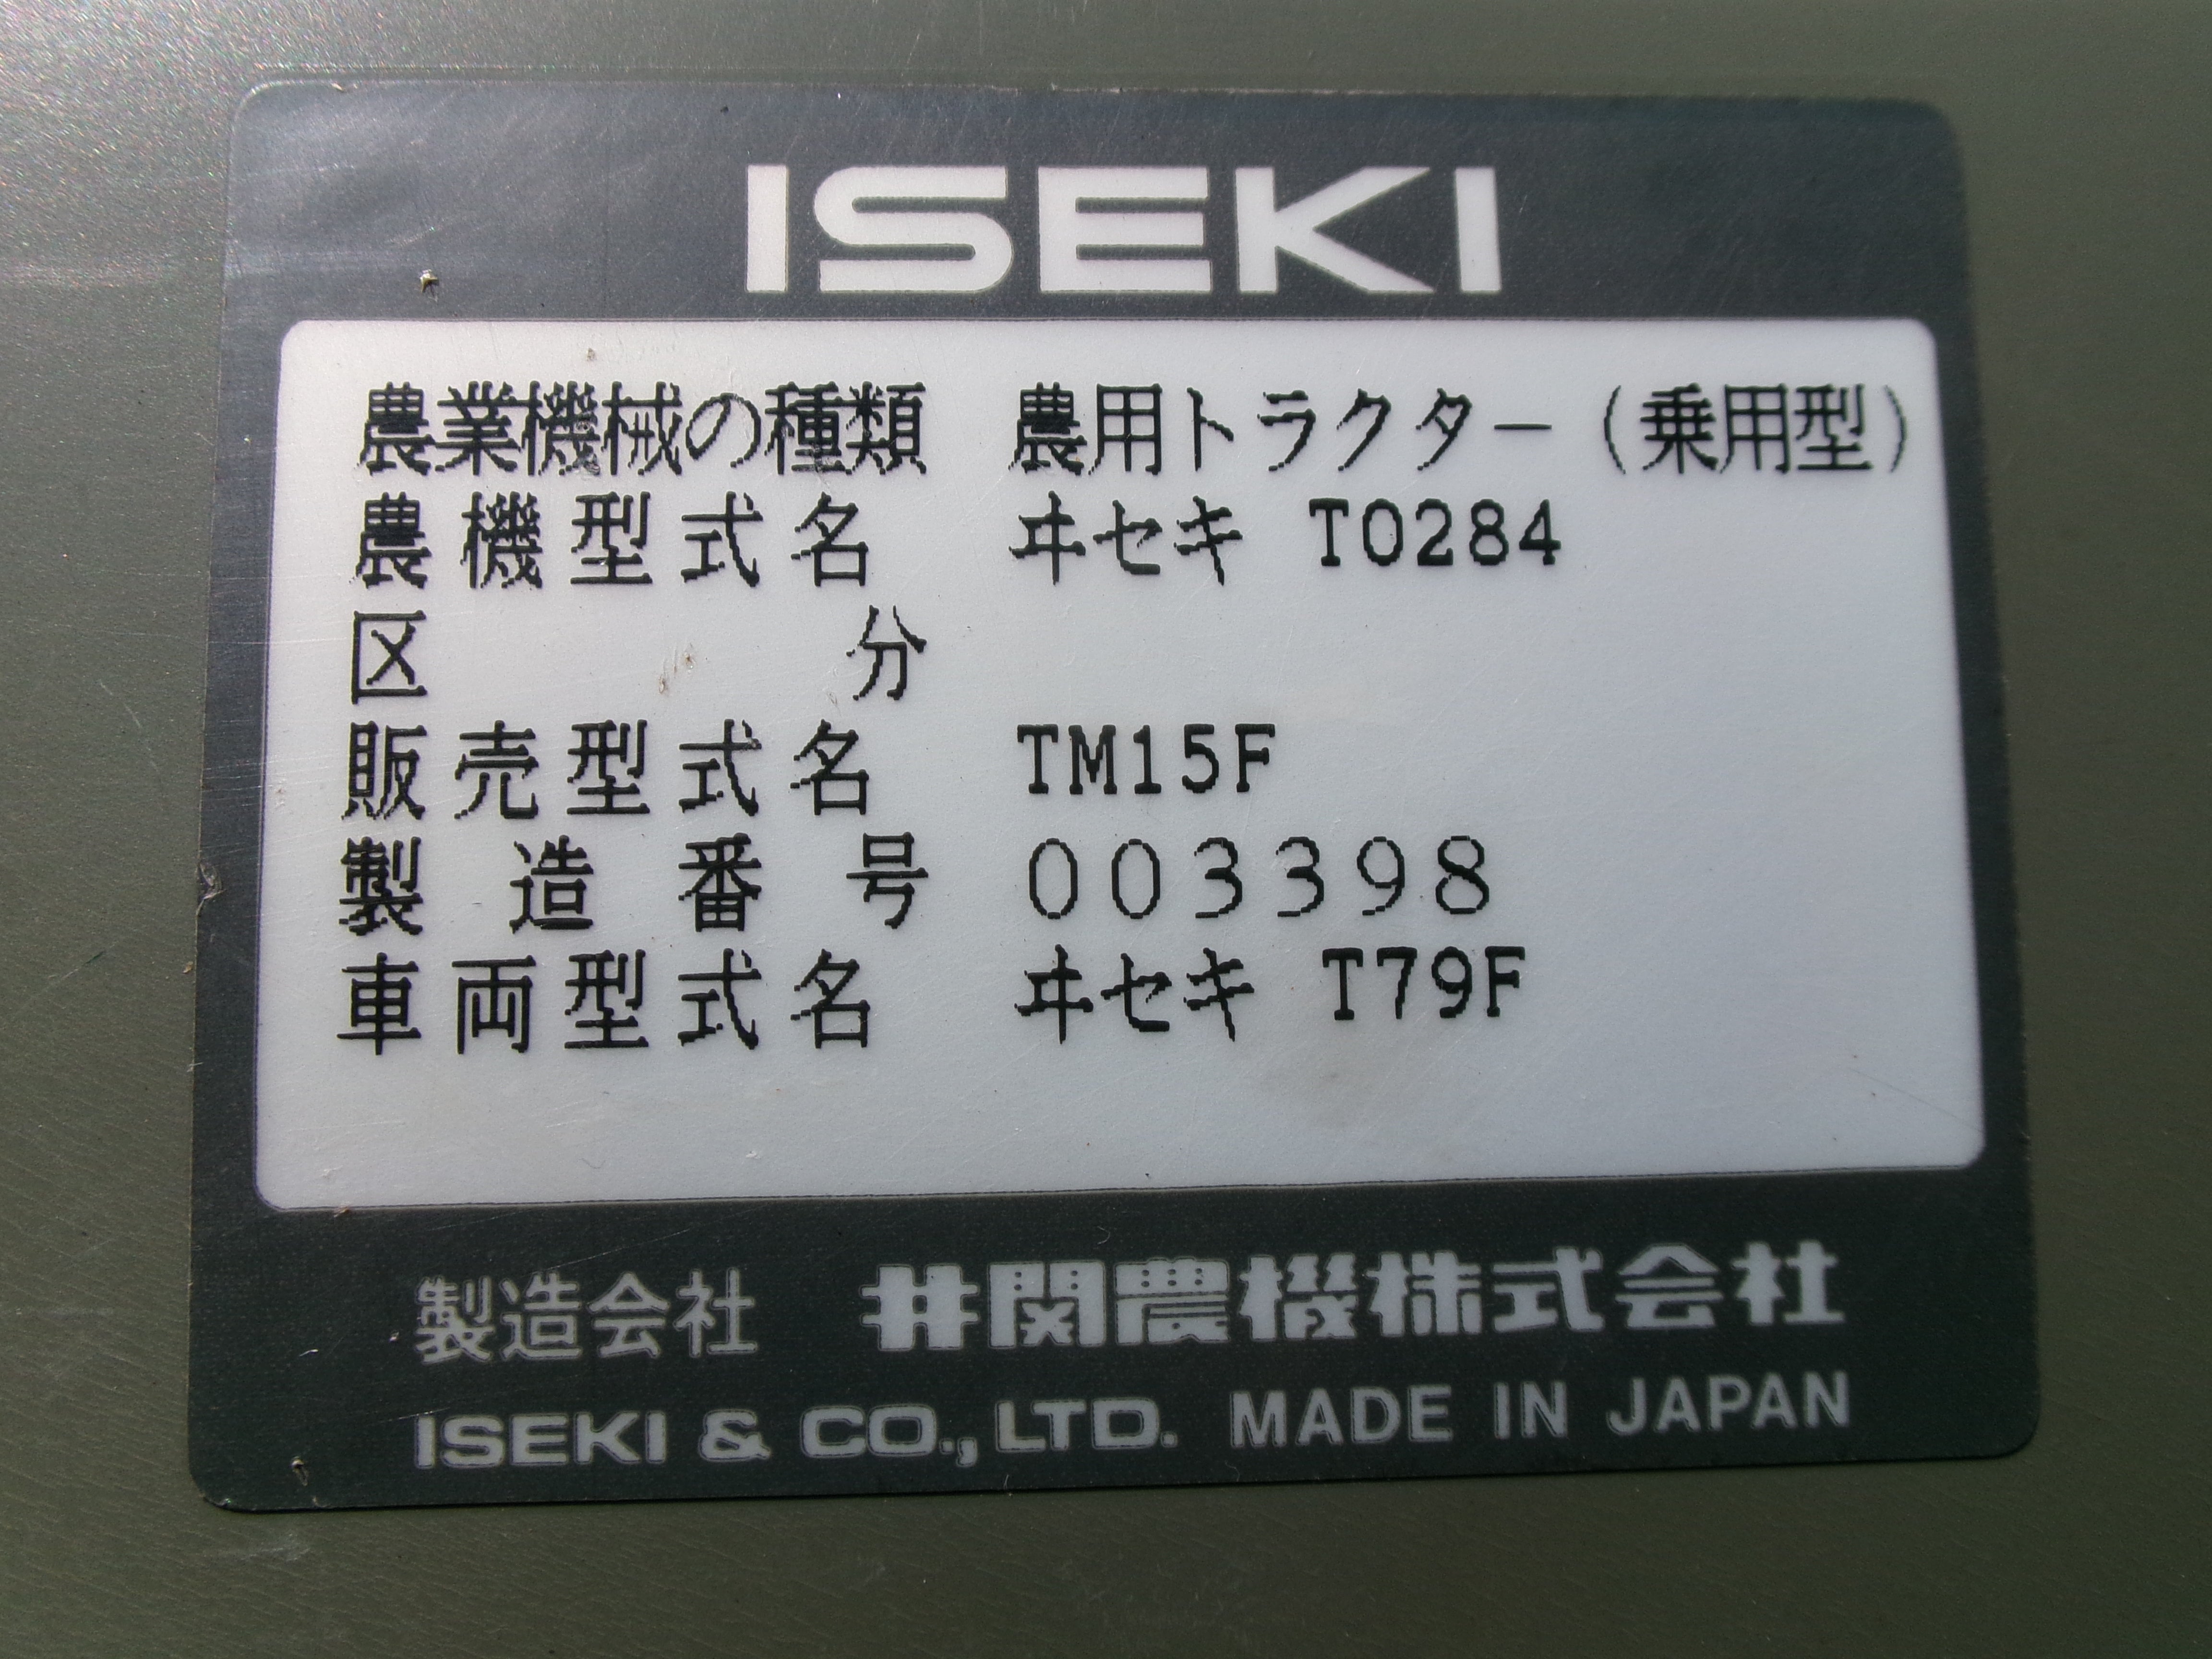 ISEKI
農業機械の種類 農用トラクター(乗用型)
農機型式名 ヰセキ T0284
区分
販売型式名 TM15F
製造番号 003398
車両型式名 ヰセキ T79F
製造会社 井関農機株式会社
ISEKI & CO., LTD. MADE IN JAPAN